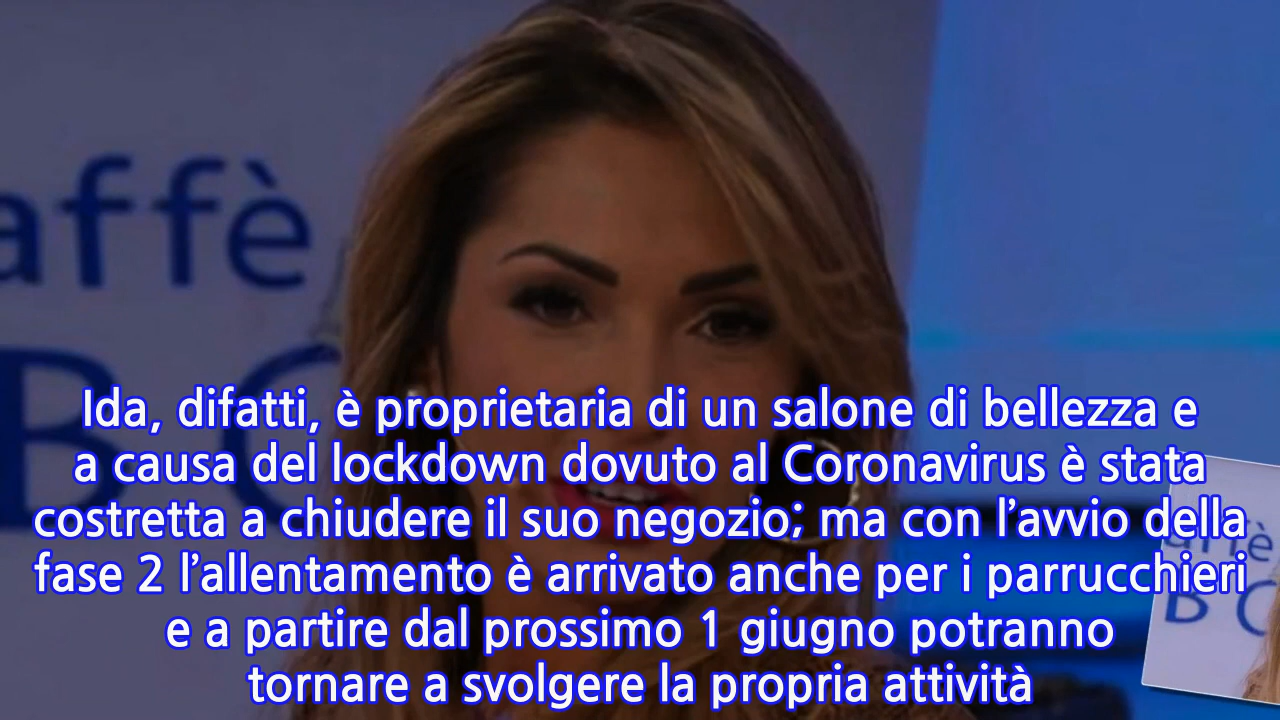 affè
B C
Ida, difatti, è proprietaria di un salone di bellezza e
a causa del lockdown dovuto al Coronavirus è stata
costretta a chiudere il suo negozio; ma con l’avvio della
fase 2 l’allentamento è arrivato anche per i parrucchieri
e a partire dal prossimo 1 giugno potranno
tornare a svolgere la propria attività
affè
B C